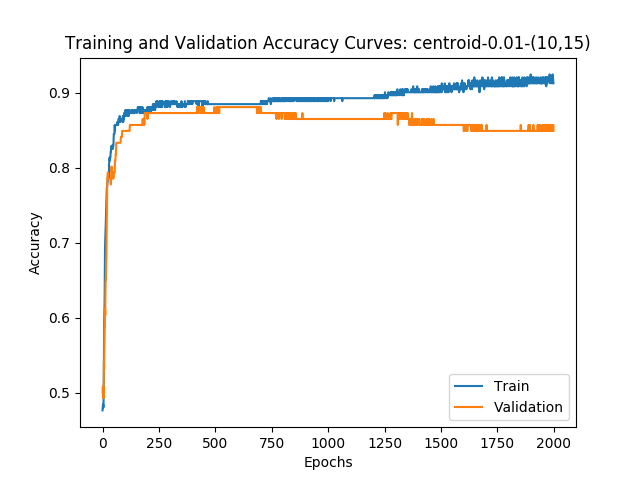 Training and Validation Accuracy Curves: centroid-0.01-(10,15)
Accuracy
0.9
0.8
0.7
0.6
0.5
Train
Validation
0 250 500 750 1000 1250 1500 1750 2000
Epochs